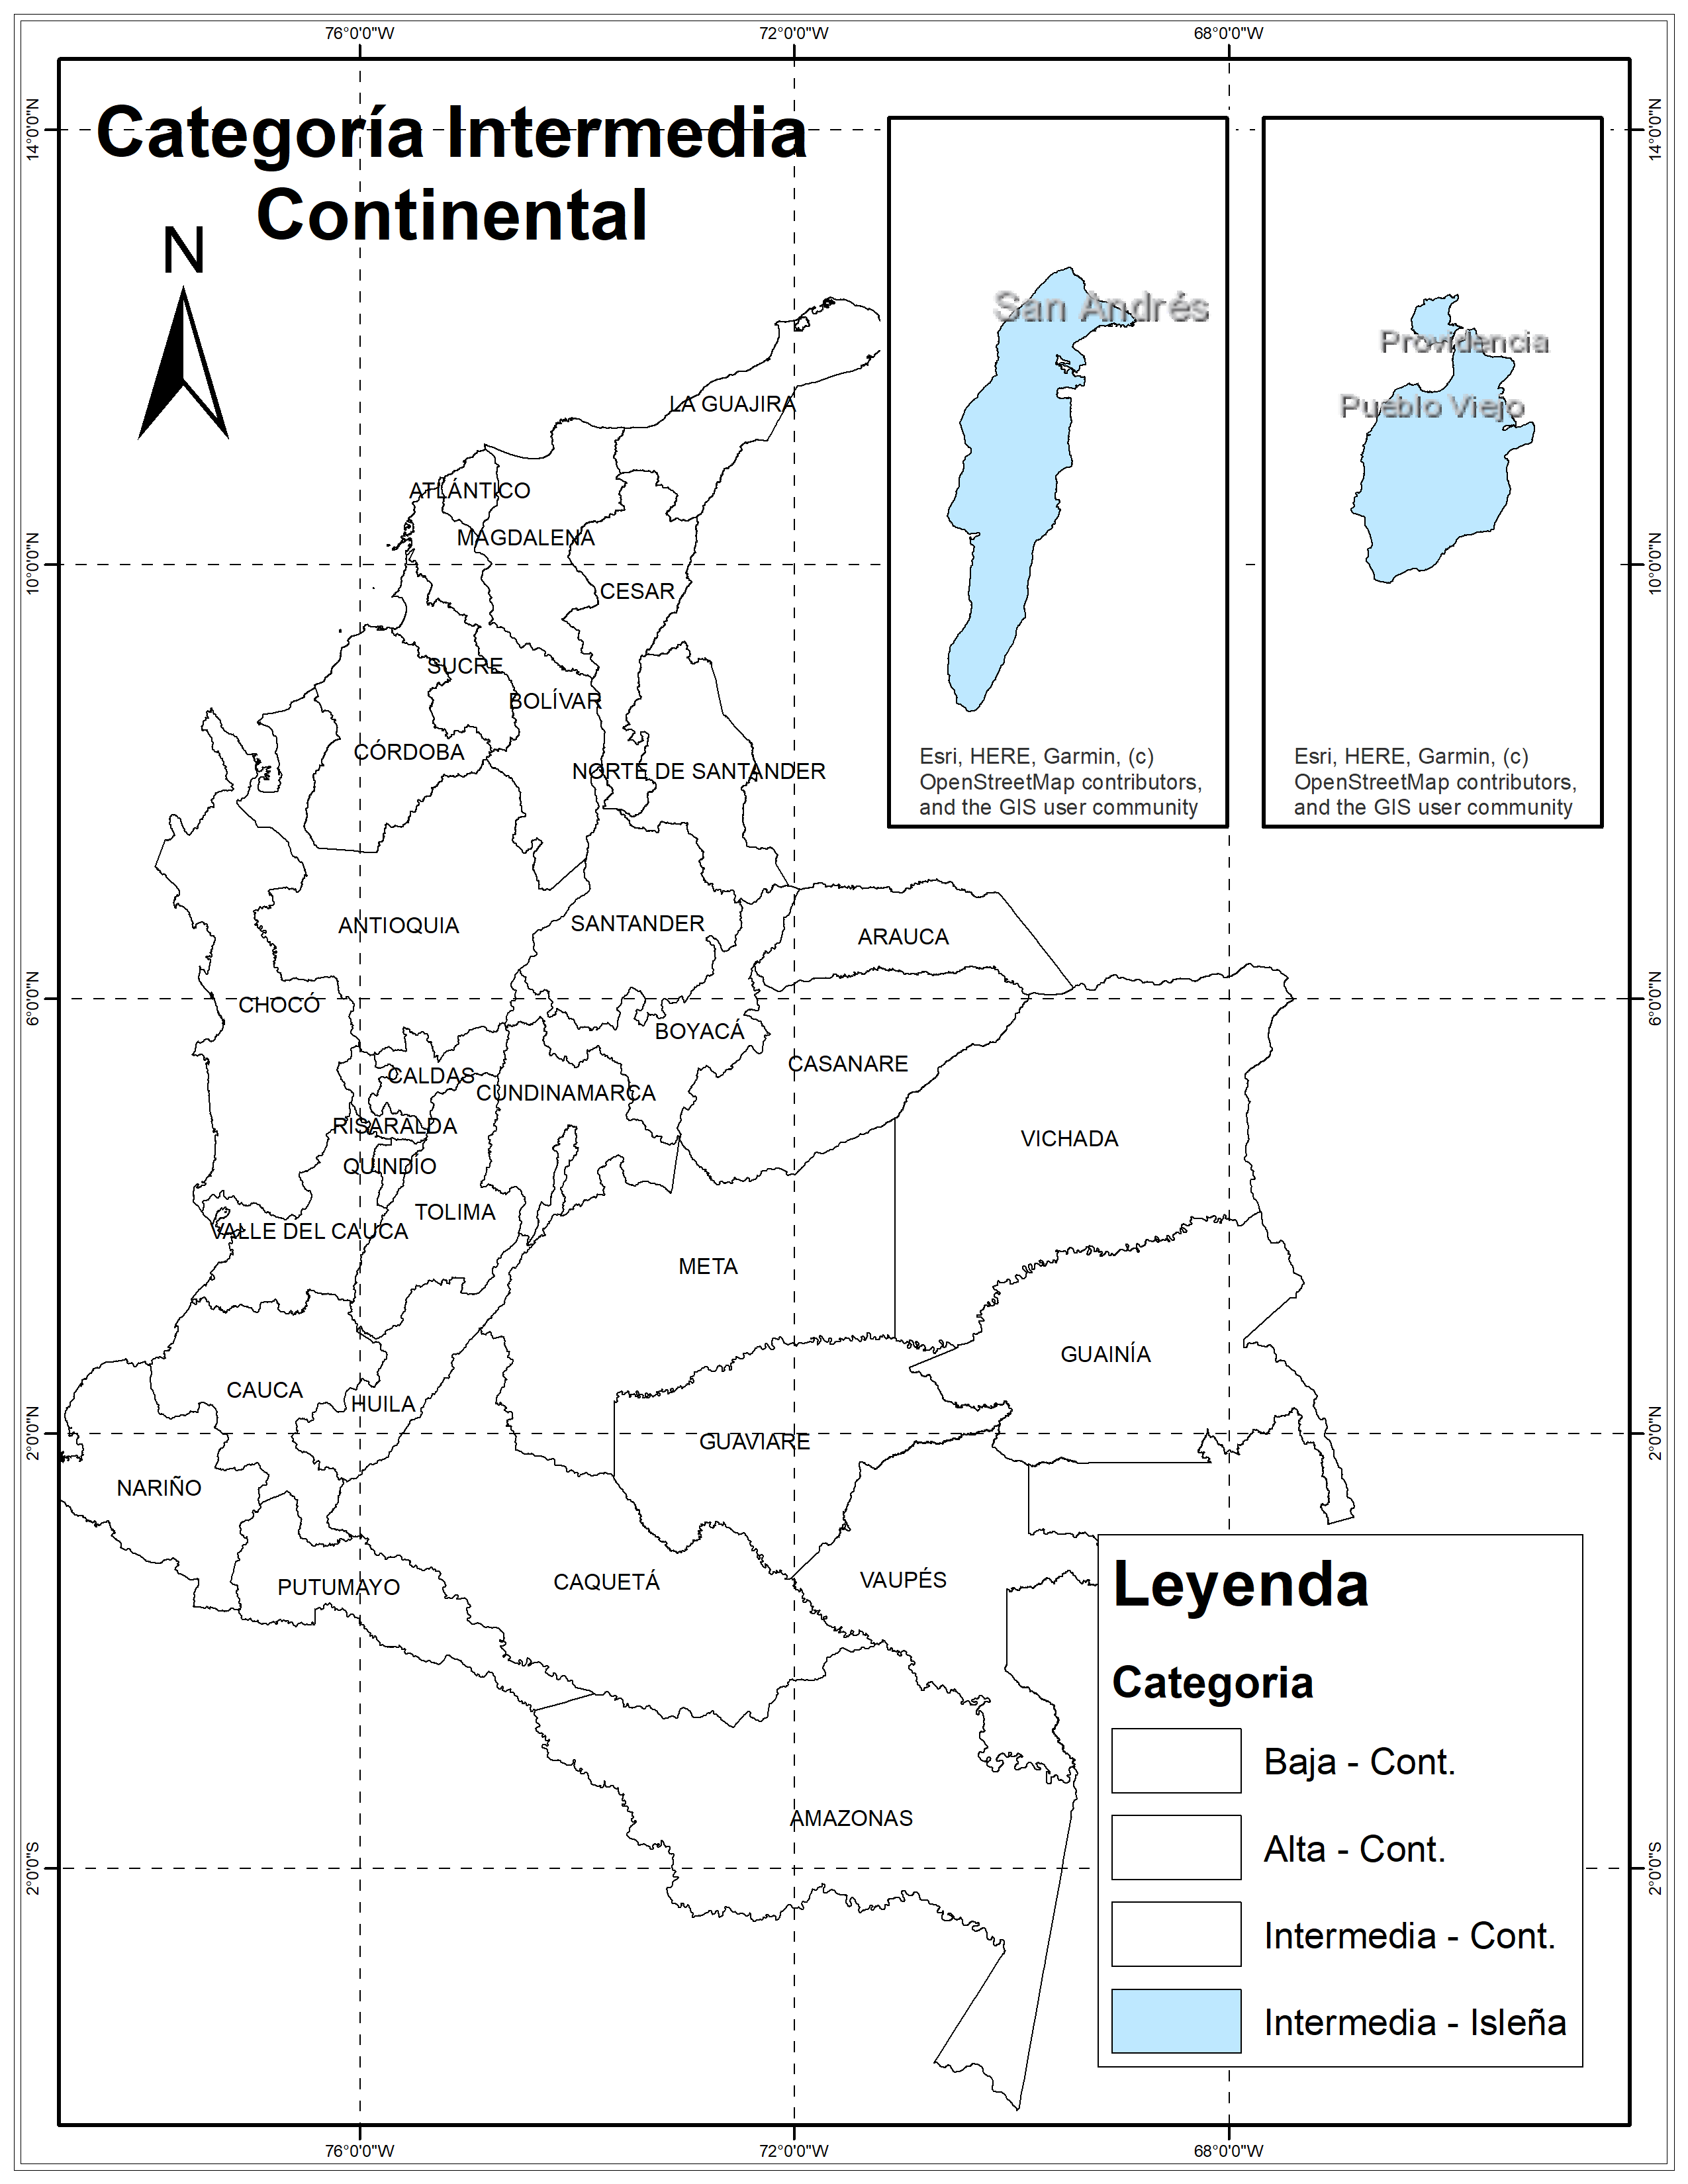 76°0'0"W
72°0'0"W
68°0'0"W
14°0'0"N
14°0'0"N
Categoría Intermedia
Continental
N
San Andrés
Providencia
Pueblo Viejo
LA GUAJIRA
ATLÁNTICO
MAGDALENA
10°0'0"N
10°0'0"N
CESAR
SUCRE
BOLÍVAR
CÓRDOBA
NORTE DE SANTANDER
Esri, HERE, Garmin, (c)
OpenStreetMap contributors,
and the GIS user community
Esri, HERE, Garmin, (c)
OpenStreetMap contributors,
and the GIS user community
ANTIOQUIA
SANTANDER
ARAUCA
6°0'0"N
6°0'0"N
CHOCÓ
BOYACÁ
CASANARE
CALDAS
CUNDINAMARCA
RISARALDA
VICHADA
QUINDÍO
TOLIMA
VALLE DEL CAUCA
META
GUAINÍA
CAUCA
HUILA
2°0'0"N
2°0'0"N
GUAVIARE
NARIÑO
PUTUMAYO
CAQUETÁ
VAUPÉS
AMAZONAS
2°0'0"S
2°0'0"S
Leyenda
Categoria
Baja - Cont.
Alta - Cont.
Intermedia - Cont.
Intermedia - Isleña
76°0'0"W
72°0'0"W
68°0'0"W